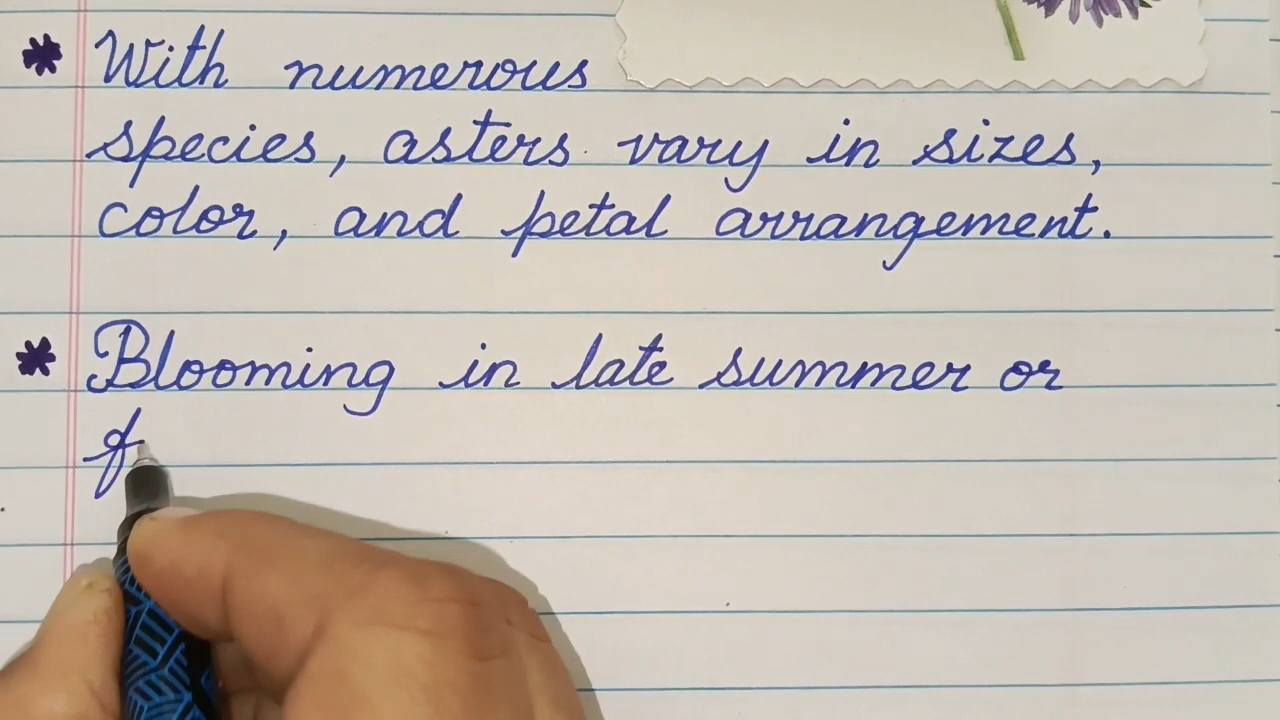 * With numerous
species, asters vary in sizes,
color, and petal arrangement.
* Blooming in late summer or
f